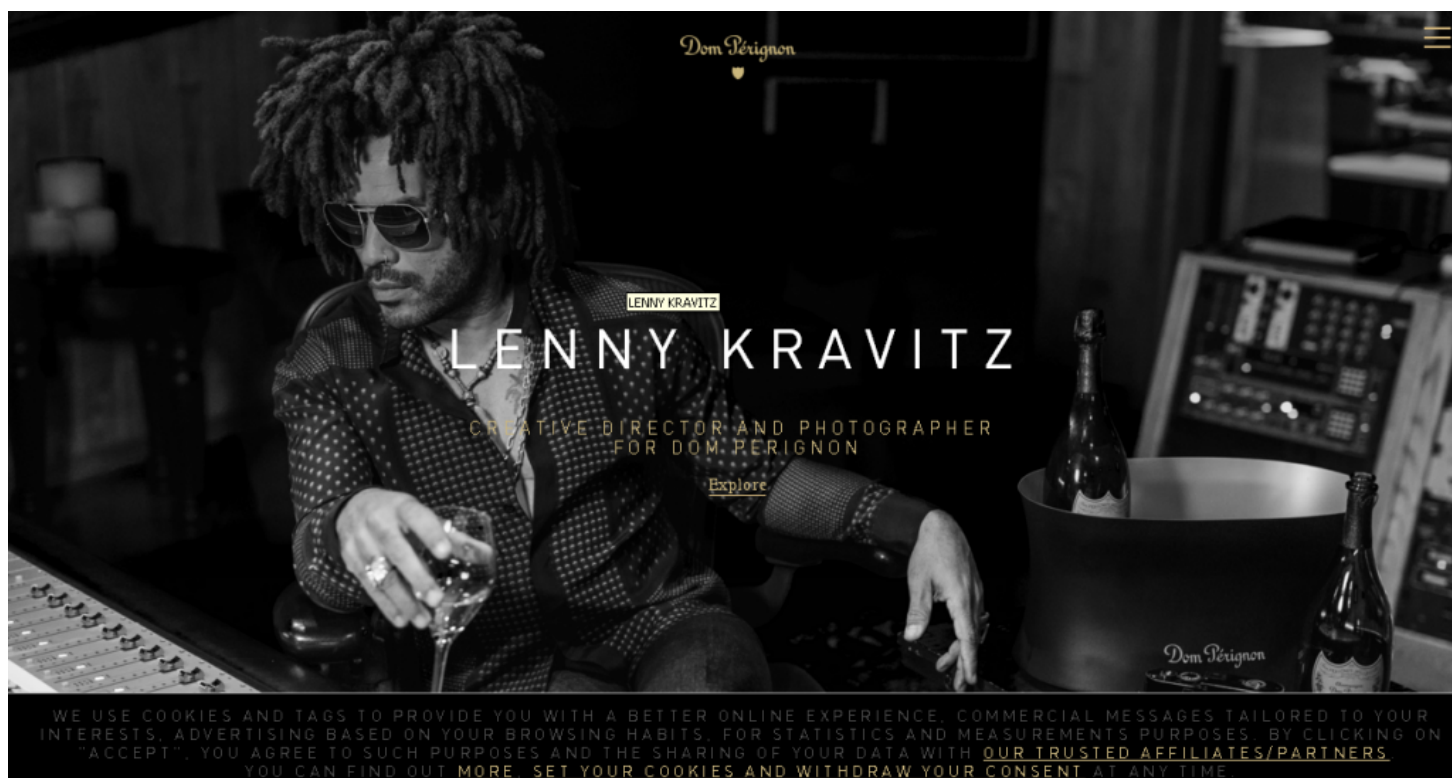 Dom Pérignon
LENNY KRAVITZ
LENNY KRAVITZ
CREATIVE DIRECTOR AND PHOTOGRAPHER
FOR DOM PERIGNON
Explore
Dom Pérignon
WE USE COOKIES AND TAGS TO PROVIDE YOU WITH A BETTER ONLINE EXPERIENCE, COMMERCIAL MESSAGES TAILORED TO YOUR
INTERESTS, ADVERTISING BASED ON YOUR BROWSING HABITS, FOR STATISTICS AND MEASUREMENTS PURPOSES. BY CLICKING ON
"ACCEPT", YOU AGREE TO SUCH PURPOSES AND THE SHARING OF YOUR DATA WITH OUR TRUSTED AFFILIATES/PARTNERS.
YOU CAN FIND OUT MORE, SET YOUR COOKIES AND WITHDRAW YOUR CONSENT AT ANY TIME.